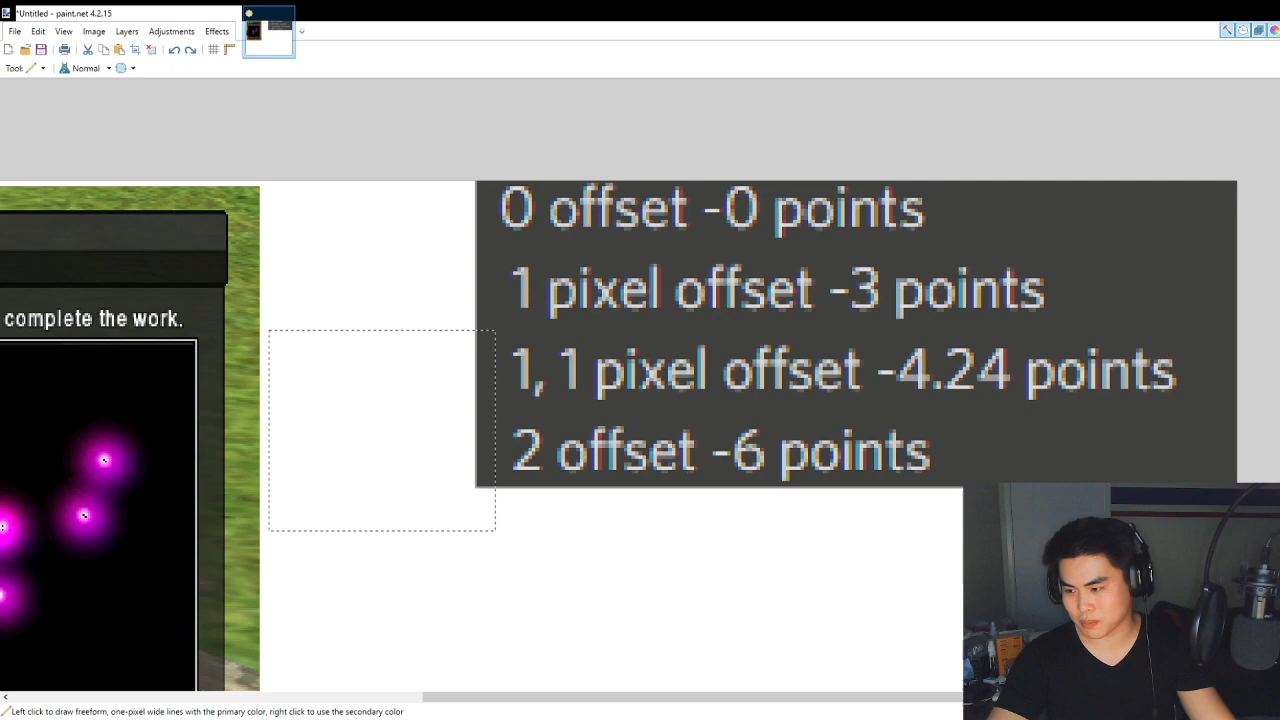 *Untitled - paint.net 4.2.15
File Edit View Image Layers Adjustments Effects
Tool: Normal
0 offset -0 points
1 pixel offset -3 points
complete the work.
1, 1 pixel offset -4.24 points
2 offset -6 points
Left click to draw freeform, one-pixel wide lines with the primary color, right click to use the secondary color